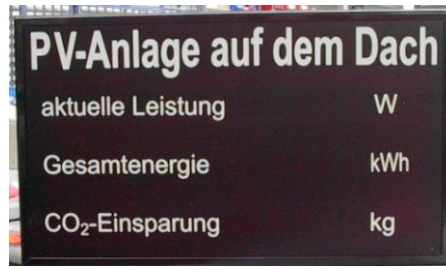 PV-Anlage auf dem Dach
aktuelle Leistung W
Gesamtenergie kWh
CO₂-Einsparung kg